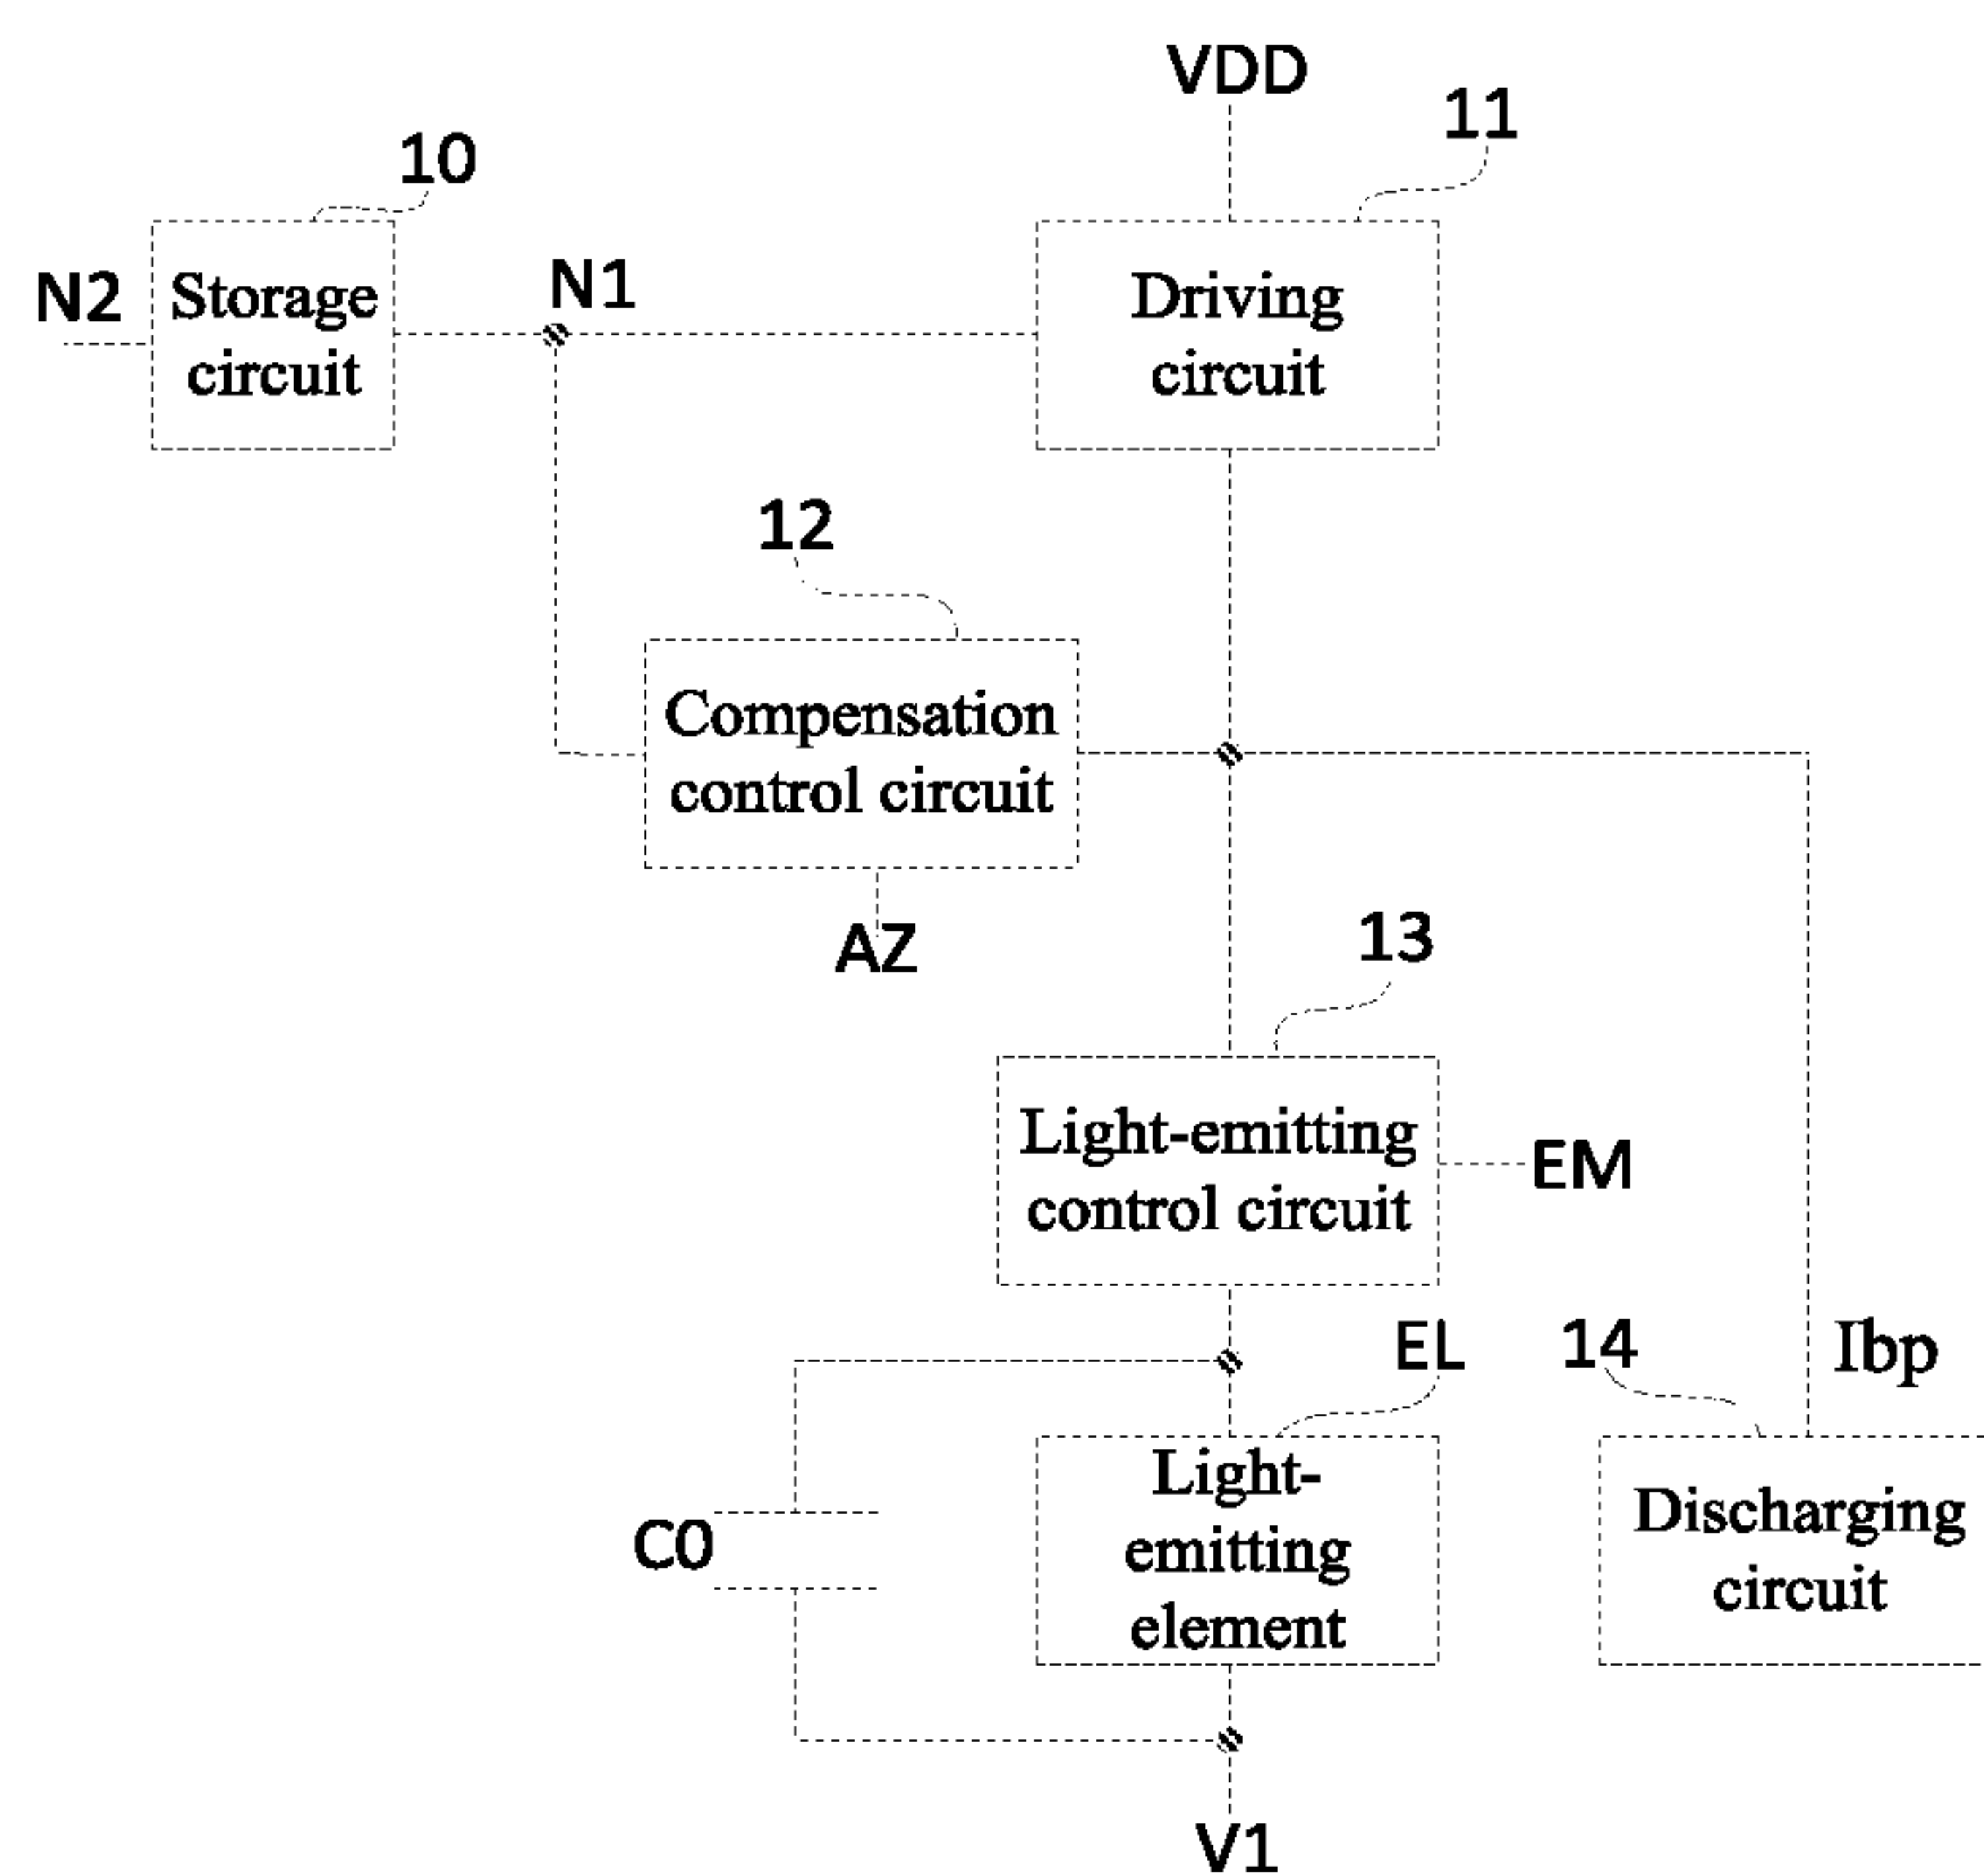 VDD
11
10
N2
Storage
circuit
N1
Driving
circuit
12
Compensation
control circuit
AZ
13
Light-emitting
control circuit
EM
EL
14
Ibp
C0
Light-
emitting
element
Discharging
circuit
V1